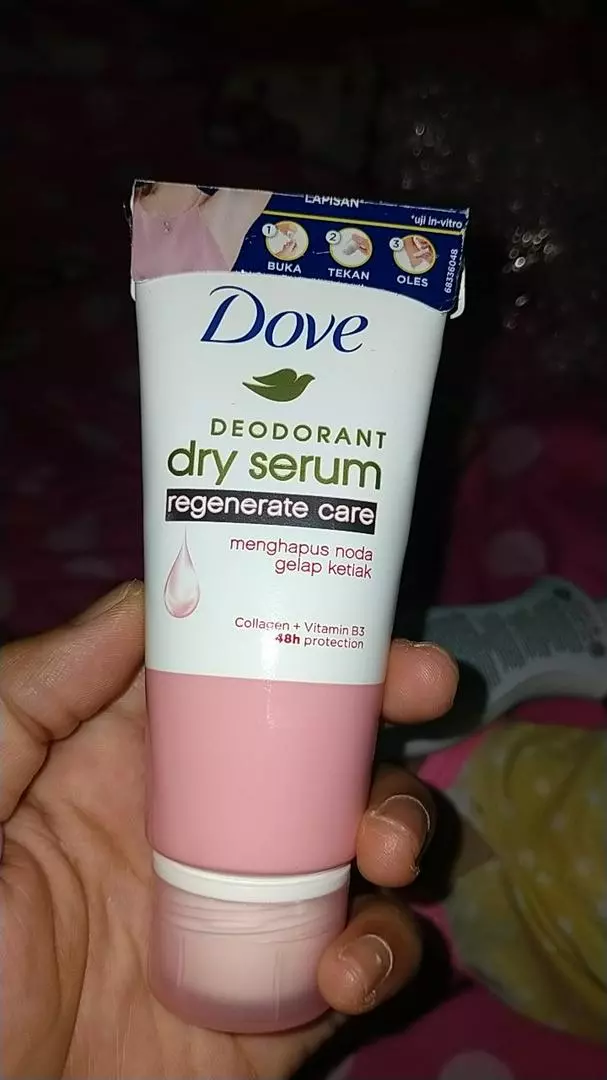 LAPISAN*
*uji in-vitro
1 2 3
BUKA TEKAN OLES
68336048
Dove
DEODORANT
dry serum
regenerate care
menghapus noda
gelap ketiak
Collagen + Vitamin B3
48h protection